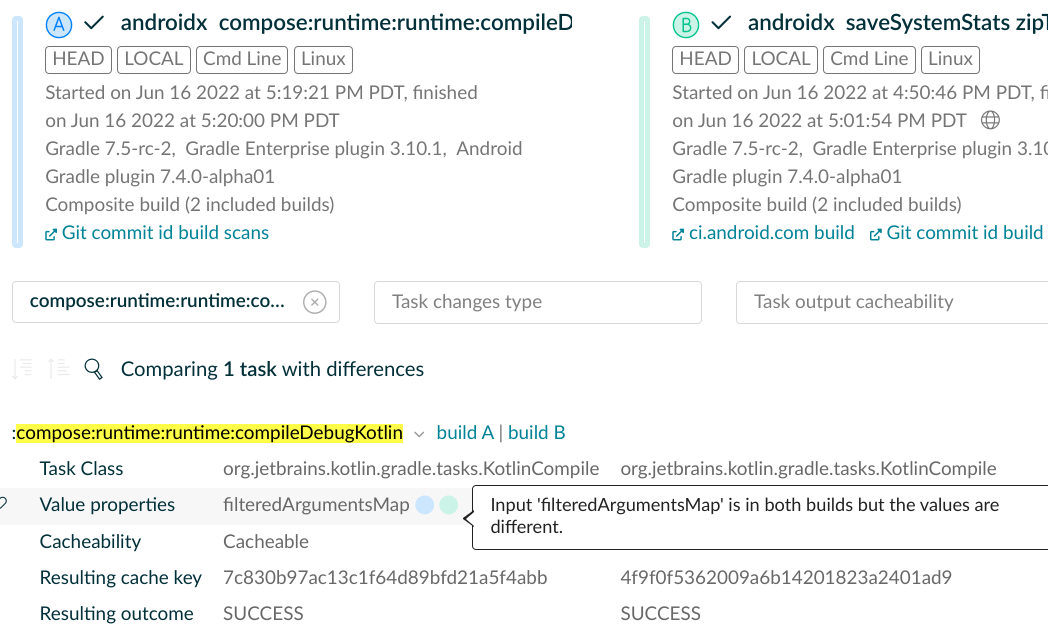 A androidx compose:runtime:runtime:compileD
HEAD LOCAL Cmd Line Linux
Started on Jun 16 2022 at 5:19:21 PM PDT, finished
on Jun 16 2022 at 5:20:00 PM PDT
Gradle 7.5-rc-2, Gradle Enterprise plugin 3.10.1, Android
Gradle plugin 7.4.0-alpha01
Composite build (2 included builds)
Git commit id build scans
B androidx saveSystemStats zipT
HEAD LOCAL Cmd Line Linux
Started on Jun 16 2022 at 4:50:46 PM PDT, fi
on Jun 16 2022 at 5:01:54 PM PDT
Gradle 7.5-rc-2, Gradle Enterprise plugin 3.10
Gradle plugin 7.4.0-alpha01
Composite build (2 included builds)
ci.android.com build Git commit id build
compose:runtime:runtime:co... Task changes type Task output cacheability
Comparing 1 task with differences
:compose:runtime:runtime:compileDebugKotlin build A | build B
Task Class org.jetbrains.kotlin.gradle.tasks.KotlinCompile org.jetbrains.kotlin.gradle.tasks.KotlinCompile
Value properties filteredArgumentsMap
Input 'filteredArgumentsMap' is in both builds but the values are
different.
Cacheability Cacheable
Resulting cache key 7c830b97ac13c1f64d89bfd21a5f4abb 4f9f0f5362009a6b14201823a2401ad9
Resulting outcome SUCCESS SUCCESS